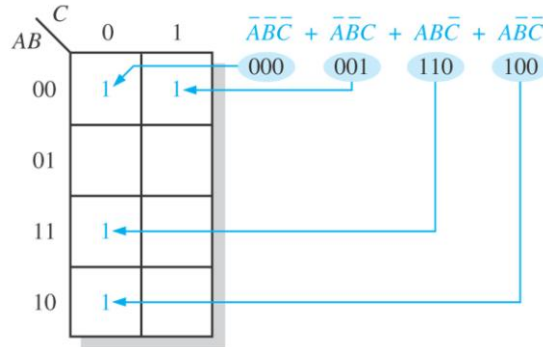 C
AB
0 1
A̅B̅C̅ + A̅B̅C + ABC̅ + AB̅C̅
000 001 110 100
00 1 1
01
11 1
10 1